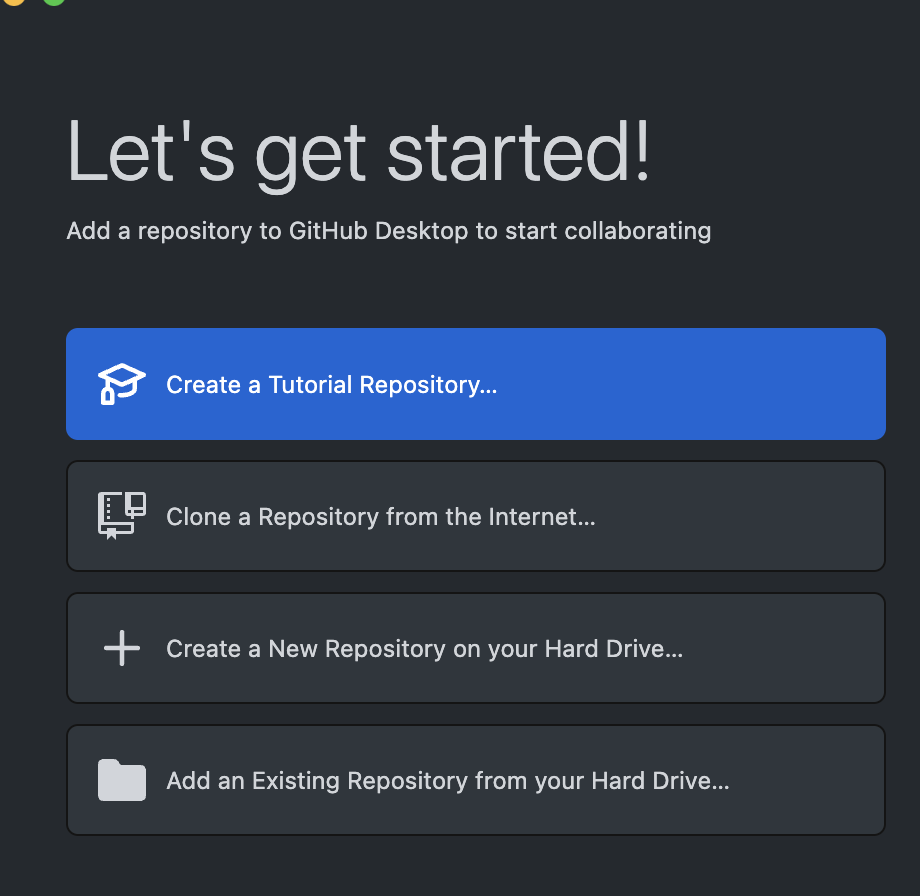 Let's get started!
Add a repository to GitHub Desktop to start collaborating
Create a Tutorial Repository...
Clone a Repository from the Internet...
Create a New Repository on your Hard Drive...
Add an Existing Repository from your Hard Drive...